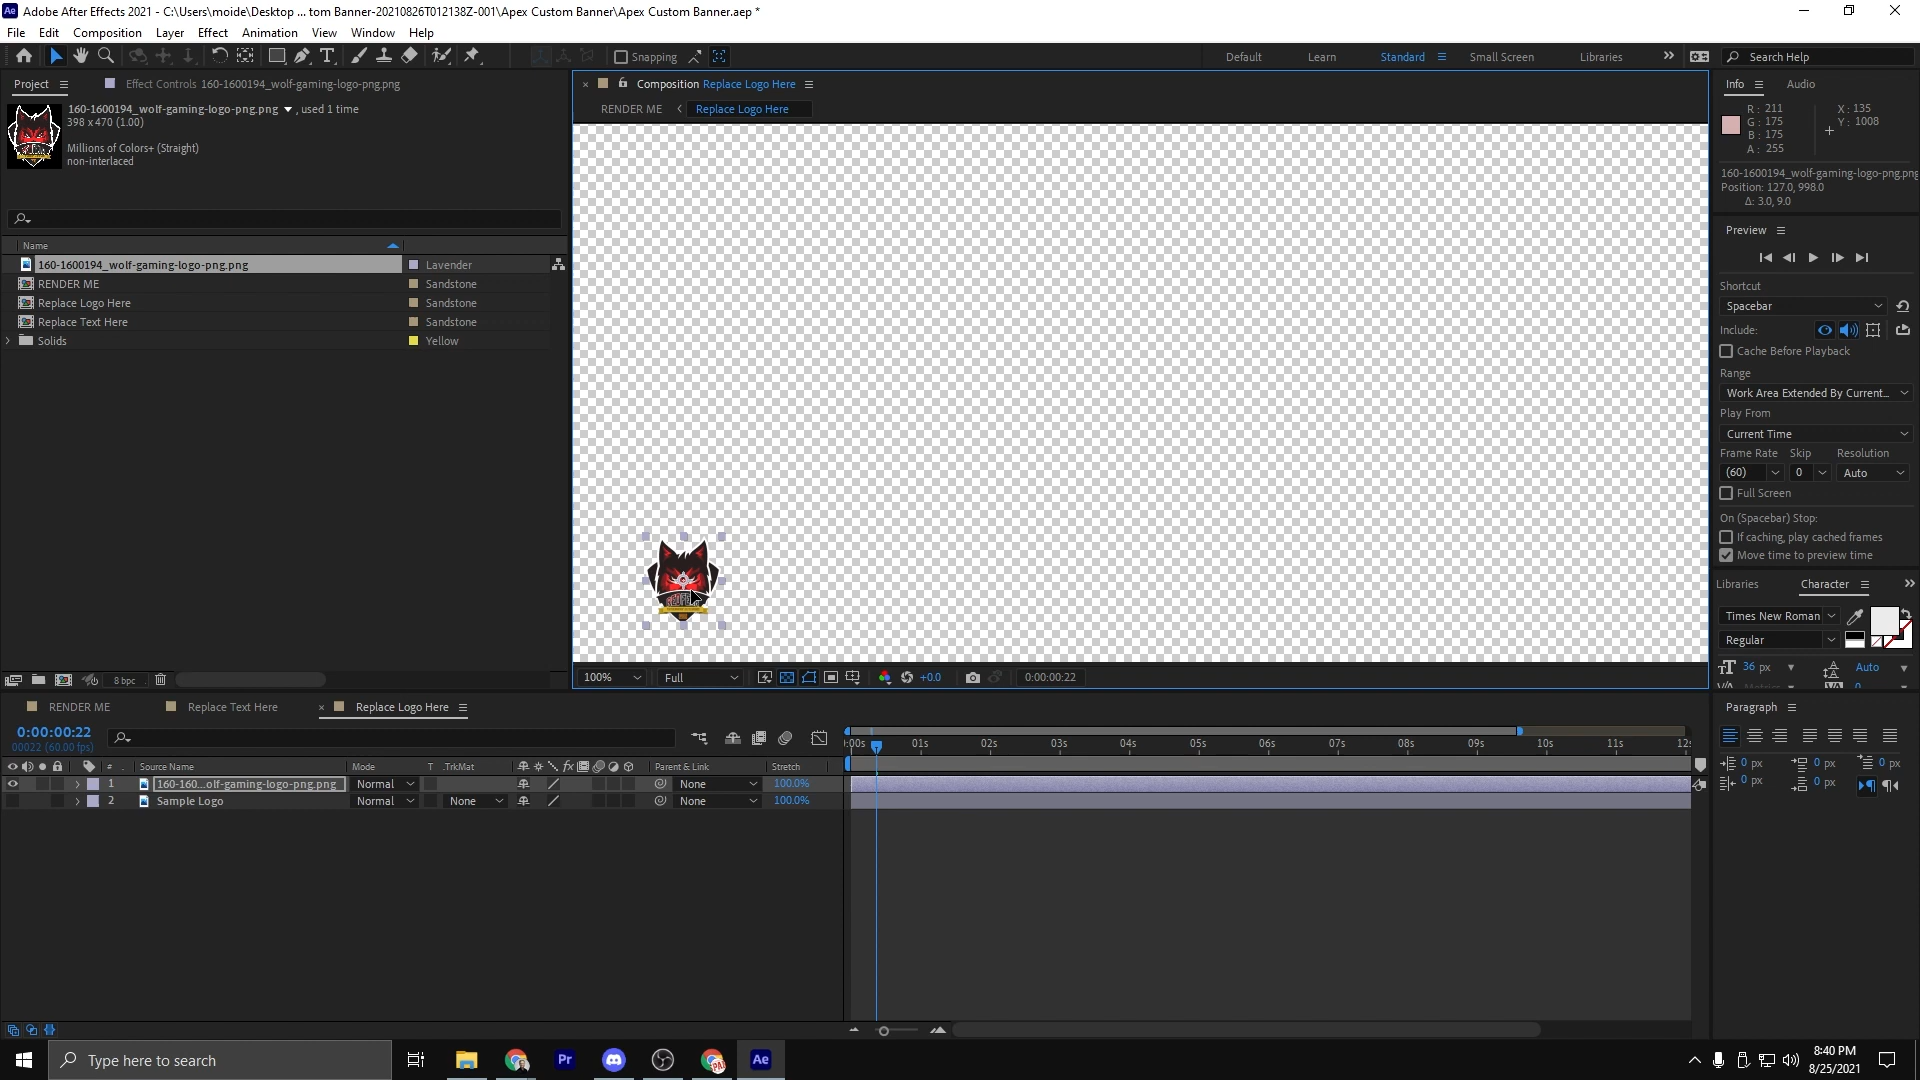 Adobe After Effects 2021 - C:\Users\moide\Desktop ... tom Banner-20210826T012138Z-001\Apex Custom Banner\Apex Custom Banner.aep *
File Edit Composition Layer Effect Animation View Window Help
Snapping Default Learn Standard Small Screen Libraries Search Help
Project Effect Controls 160-1600194_wolf-gaming-logo-png.png
160-1600194_wolf-gaming-logo-png.png , used 1 time
398 x 470 (1.00)
Millions of Colors+ (Straight)
non-interlaced
Name
160-1600194_wolf-gaming-logo-png.png Lavender
RENDER ME Sandstone
Replace Logo Here Sandstone
Replace Text Here Sandstone
Solids Yellow
8 bpc
Composition Replace Logo Here
RENDER ME Replace Logo Here
100% Full +0.0 0:00:00:22
Info Audio
R: 211 X: 135
G: 175 Y: 1008
B: 175
A: 255
160-1600194_wolf-gaming-logo-png.png
Position: 127.0, 998.0
Δ: 3.0, 9.0
Preview
Shortcut
Spacebar
Include:
Cache Before Playback
Range
Work Area Extended By Current...
Play From
Current Time
Frame Rate Skip Resolution
(60) 0 Auto
Full Screen
On (Spacebar) Stop:
If caching, play cached frames
Move time to preview time
Libraries Character
Times New Roman
Regular
36 px Auto
Paragraph
0 px 0 px 0 px
0 px 0 px
RENDER ME Replace Text Here Replace Logo Here
0:00:00:22
00022 (60.00 fps)
:00s 01s 02s 03s 04s 05s 06s 07s 08s 09s 10s 11s 12s
# Source Name Mode T .TrkMat Parent & Link Stretch
1 160-160...olf-gaming-logo-png.png Normal None 100.0%
2 Sample Logo Normal None None 100.0%
Type here to search
Pr Ae
8:40 PM
8/25/2021